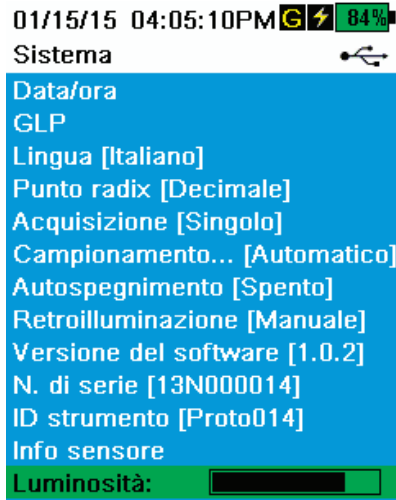 01/15/15 04:05:10PM G 84%
Sistema
Data/ora
GLP
Lingua [Italiano]
Punto radix [Decimale]
Acquisizione [Singolo]
Campionamento... [Automatico]
Autospegnimento [Spento]
Retroilluminazione [Manuale]
Versione del software [1.0.2]
N. di serie [13N000014]
ID strumento [Proto014]
Info sensore
Luminosità: